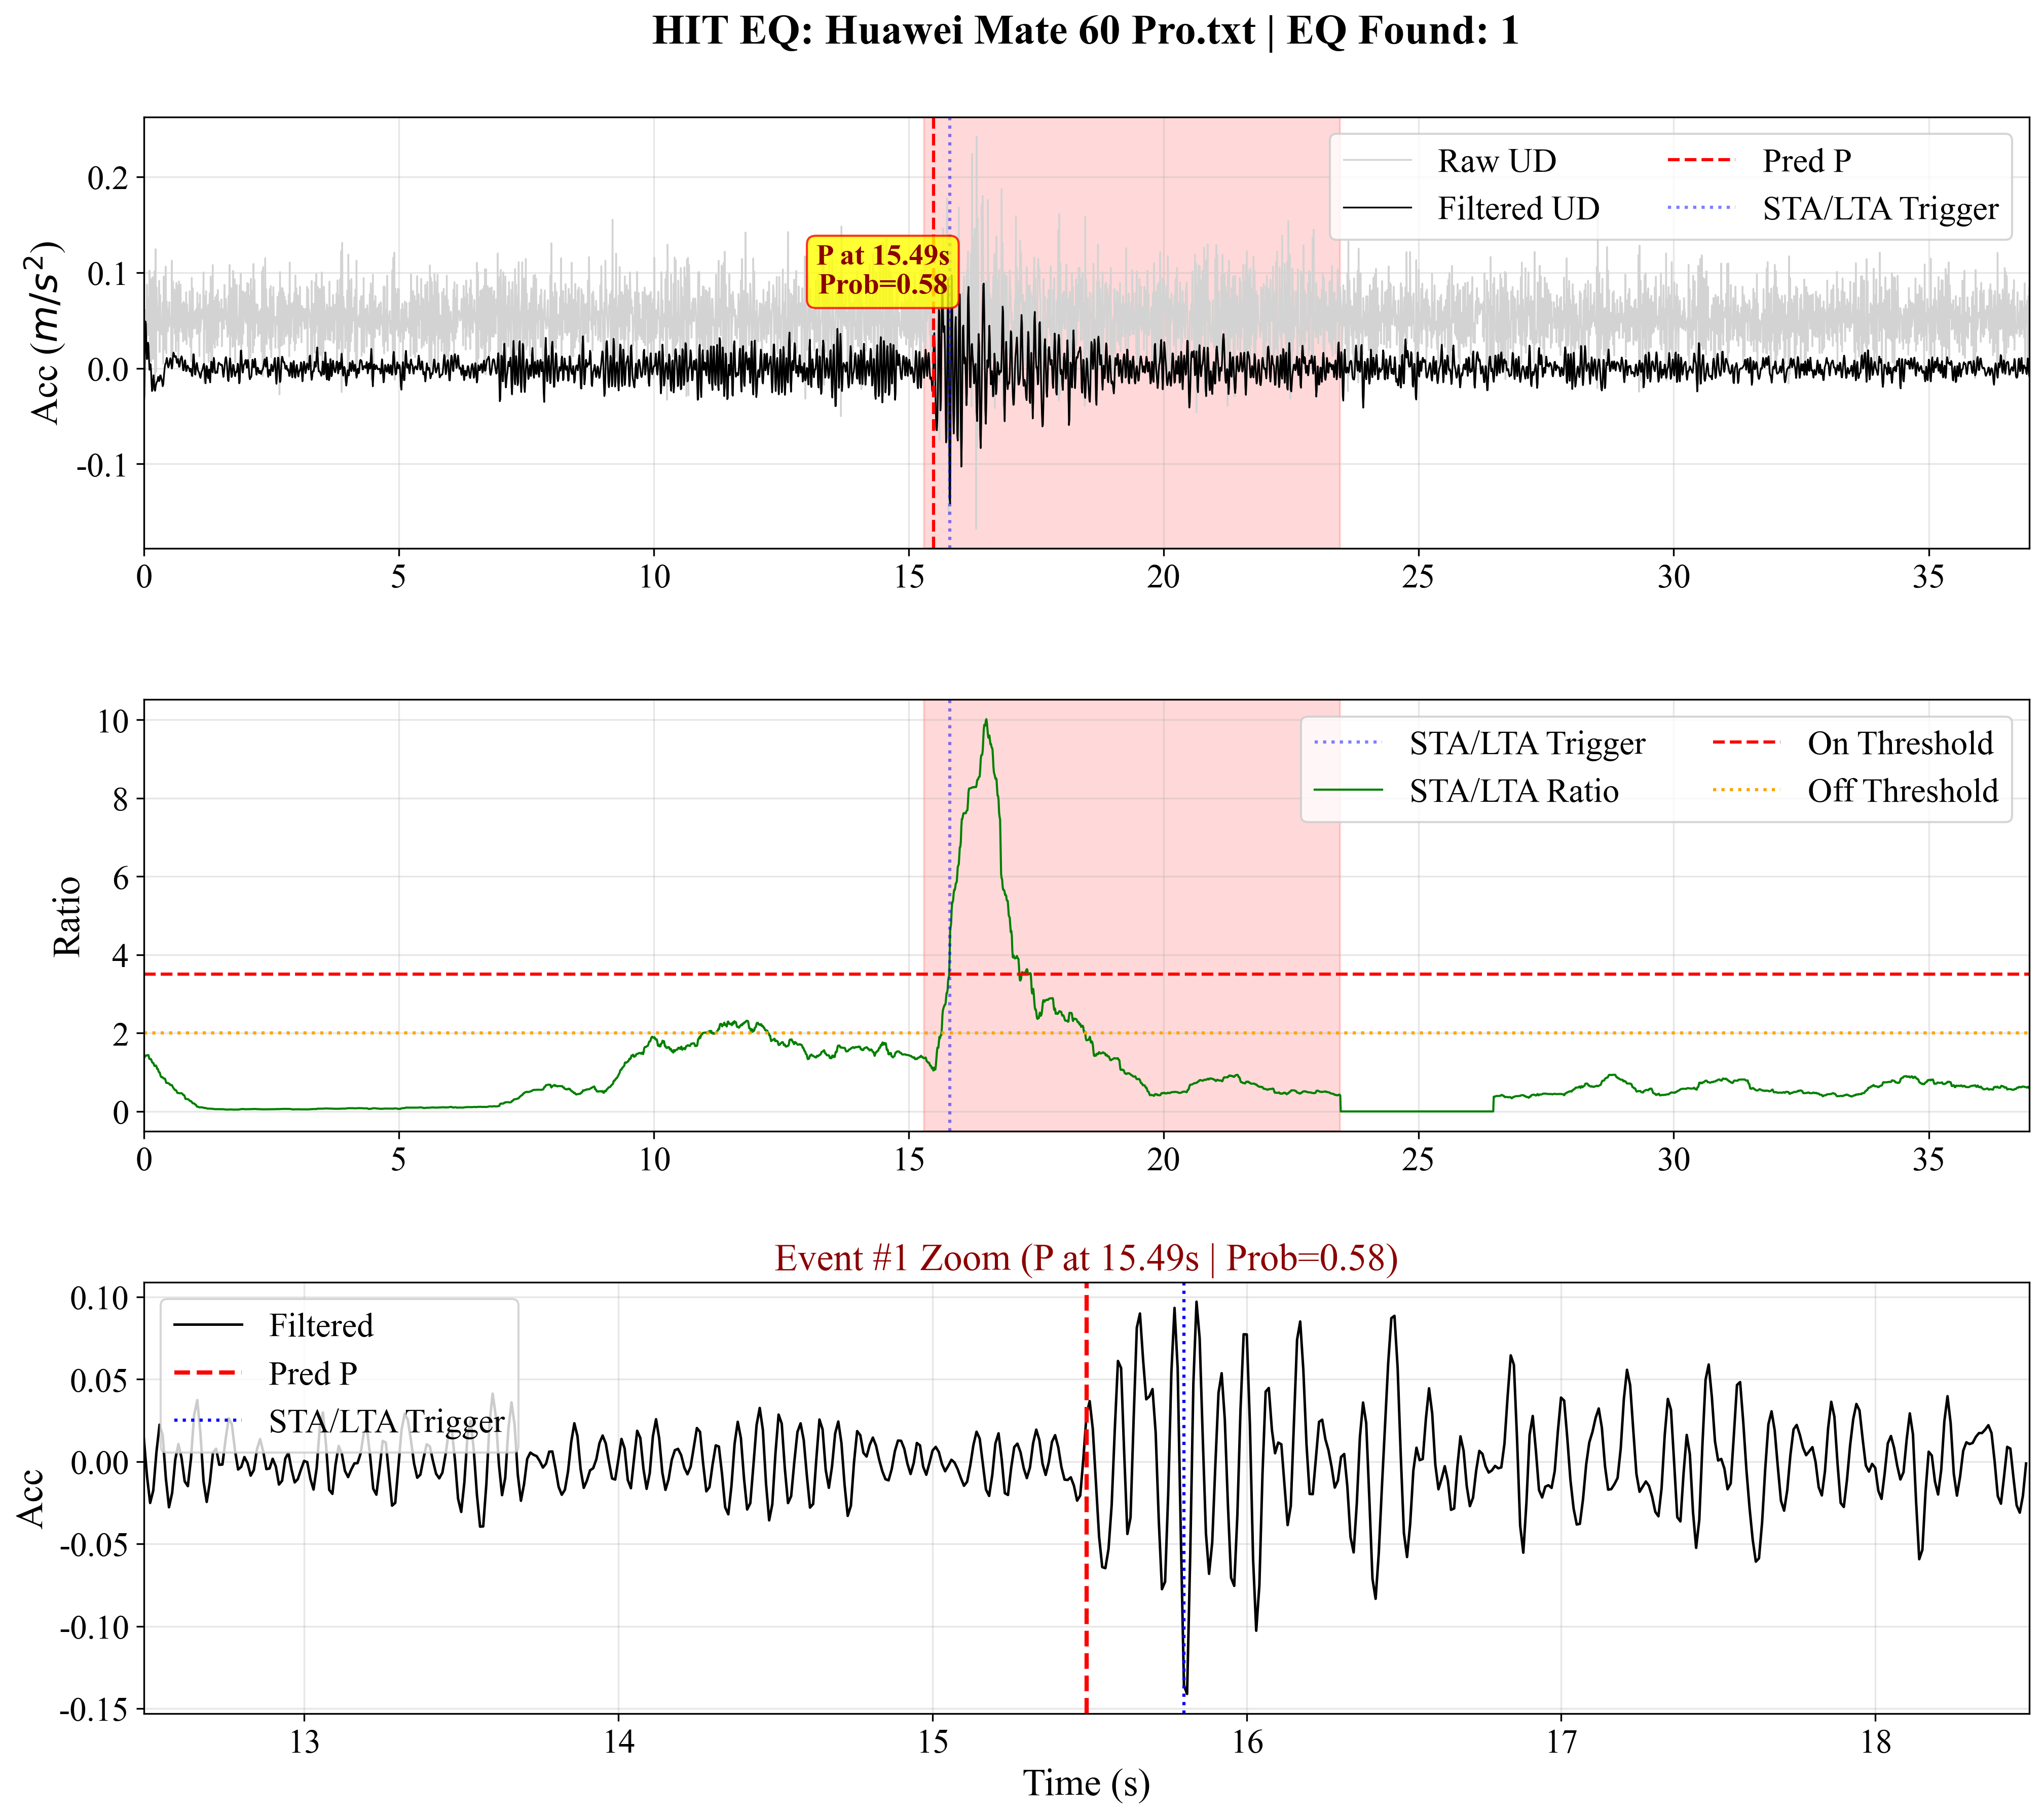 HIT EQ: Huawei Mate 60 Pro.txt | EQ Found: 1
Raw UD
Filtered UD
Pred P
STA/LTA Trigger
P at 15.49s
Prob=0.58
Acc (m/s²)
0.2
0.1
0.0
-0.1
0 5 10 15 20 25 30 35
STA/LTA Trigger
STA/LTA Ratio
On Threshold
Off Threshold
Ratio
10
8
6
4
2
0
0 5 10 15 20 25 30 35
Event #1 Zoom (P at 15.49s | Prob=0.58)
Filtered
Pred P
STA/LTA Trigger
Acc
0.10
0.05
0.00
-0.05
-0.10
-0.15
13 14 15 16 17 18
Time (s)